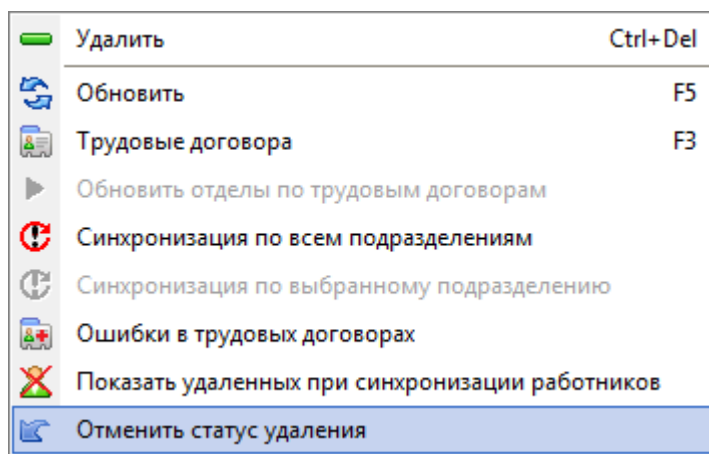 Удалить Ctrl+Del
Обновить F5
Трудовые договора F3
Обновить отделы по трудовым договорам
Синхронизация по всем подразделениям
Синхронизация по выбранному подразделению
Ошибки в трудовых договорах
Показать удаленных при синхронизации работников
Отменить статус удаления